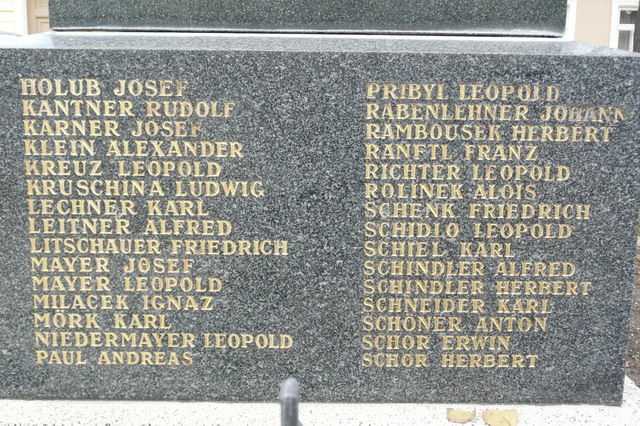 HOLUB JOSEF
KANTNER RUDOLF
KARNER JOSEF
KLEIN ALEXANDER
KREUZ LEOPOLD
KRUSCHINA LUDWIG
LECHNER KARL
LEITNER ALFRED
LITSCHAUER FRIEDRICH
MAYER JOSEF
MAYER LEOPOLD
MILACEK IGNAZ
MÖRK KARL
NIEDERMAYER LEOPOLD
PAUL ANDREAS
PRIBYL LEOPOLD
RABENLEHNER JOHANN
RAMBOUSEK HERBERT
RANFTL FRANZ
RICHTER LEOPOLD
ROLINEK ALOIS
SCHENK FRIEDRICH
SCHIDLO LEOPOLD
SCHIEL KARL
SCHINDLER ALFRED
SCHINDLER HERBERT
SCHNEIDER KARL
SCHÖNER ANTON
SCHOR ERWIN
SCHOR HERBERT